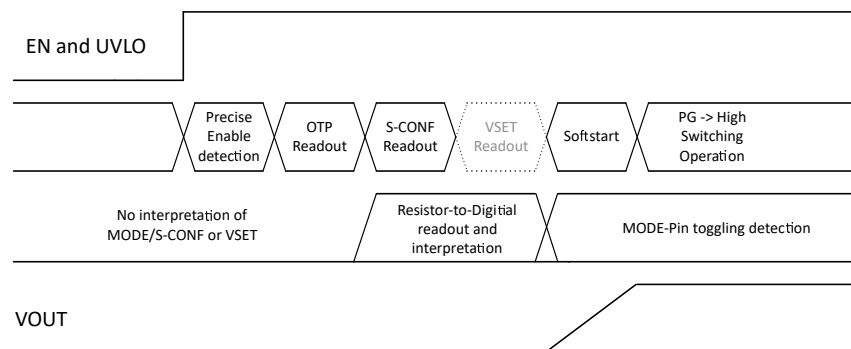 EN and UVLO
Precise
Enable
detection
OTP
Readout
S-CONF
Readout
VSET
Readout
Softstart
PG -> High
Switching
Operation
No interpretation of
MODE/S-CONF or VSET
Resistor-to-Digitial
readout and
interpretation
MODE-Pin toggling detection
VOUT